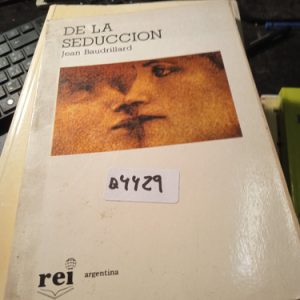 DE LA
SEDUCCION
Jean Baudrillard
Q4429
rei argentina